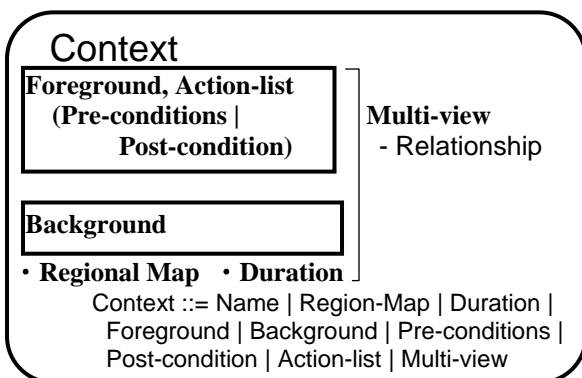 Context
Foreground, Action-list
(Pre-conditions |
Post-condition)
Multi-view
- Relationship
Background
・Regional Map ・Duration
Context ::= Name | Region-Map | Duration |
Foreground | Background | Pre-conditions |
Post-condition | Action-list | Multi-view